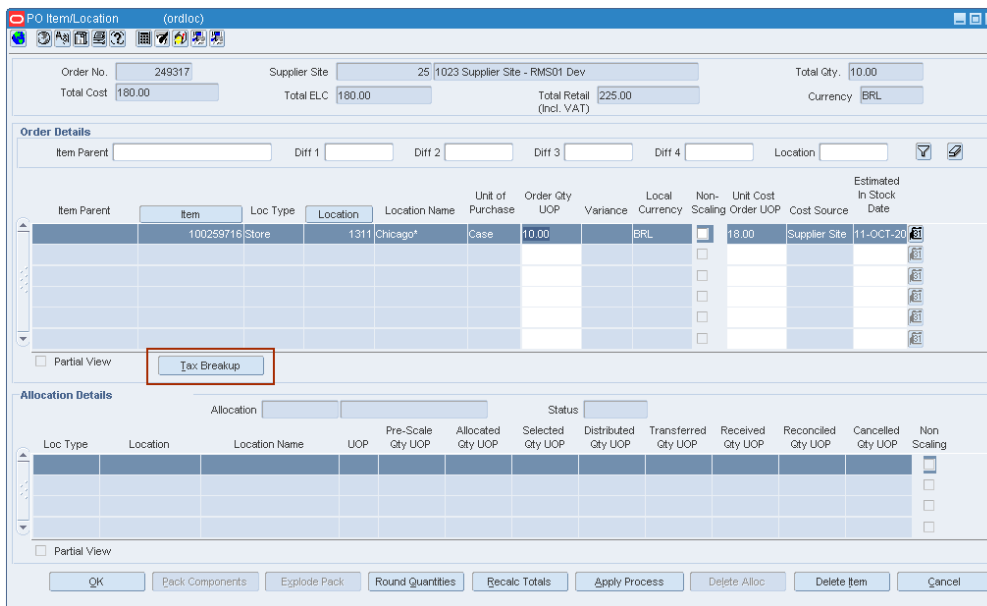 PO Item/Location (ordloc)
Order No. 249317 Supplier Site 25 1023 Supplier Site - RMS01 Dev Total Qty. 10.00
Total Cost 180.00 Total ELC 180.00 Total Retail (Incl. VAT) 225.00 Currency BRL
Order Details
Item Parent Diff 1 Diff 2 Diff 3 Diff 4 Location
Item Parent Item Loc Type Location Location Name Unit of Purchase Order Qty UOP Variance Local Currency Non-Scaling Unit Cost Order UOP Cost Source Estimated In Stock Date
100259716 Store 1311 Chicago* Case 10.00 BRL 18.00 Supplier Site 11-OCT-20
Partial View Tax Breakup
Allocation Details
Allocation Status
Loc Type Location Location Name UOP Pre-Scale Qty UOP Allocated Qty UOP Selected Qty UOP Distributed Qty UOP Transferred Qty UOP Received Qty UOP Reconciled Qty UOP Cancelled Qty UOP Non Scaling
Partial View
OK Pack Components Explode Pack Round Quantities Recalc Totals Apply Process Delete Alloc Delete Item Cancel